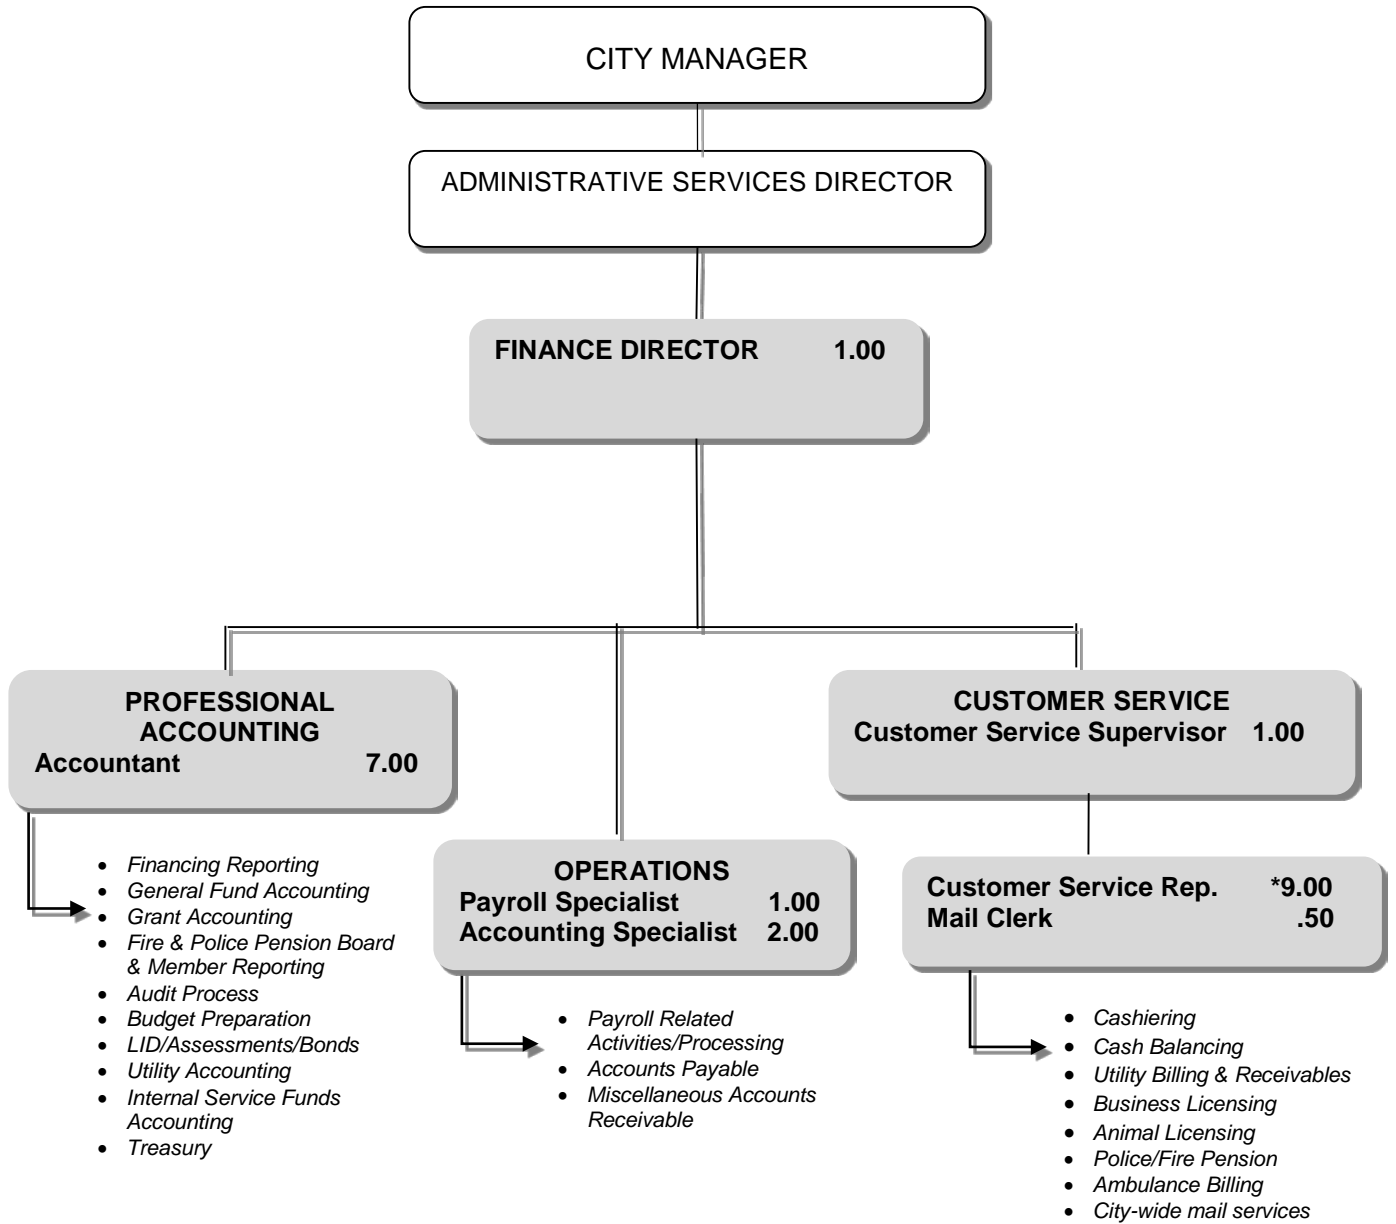 CITY MANAGER
ADMINISTRATIVE SERVICES DIRECTOR
FINANCE DIRECTOR 1.00
PROFESSIONAL
ACCOUNTING
Accountant 7.00
• Financing Reporting
• General Fund Accounting
• Grant Accounting
• Fire & Police Pension Board
& Member Reporting
• Audit Process
• Budget Preparation
• LID/Assessments/Bonds
• Utility Accounting
• Internal Service Funds
Accounting
• Treasury
OPERATIONS
Payroll Specialist 1.00
Accounting Specialist 2.00
• Payroll Related
Activities/Processing
• Accounts Payable
• Miscellaneous Accounts
Receivable
CUSTOMER SERVICE
Customer Service Supervisor 1.00
Customer Service Rep. *9.00
Mail Clerk .50
• Cashiering
• Cash Balancing
• Utility Billing & Receivables
• Business Licensing
• Animal Licensing
• Police/Fire Pension
• Ambulance Billing
• City-wide mail services